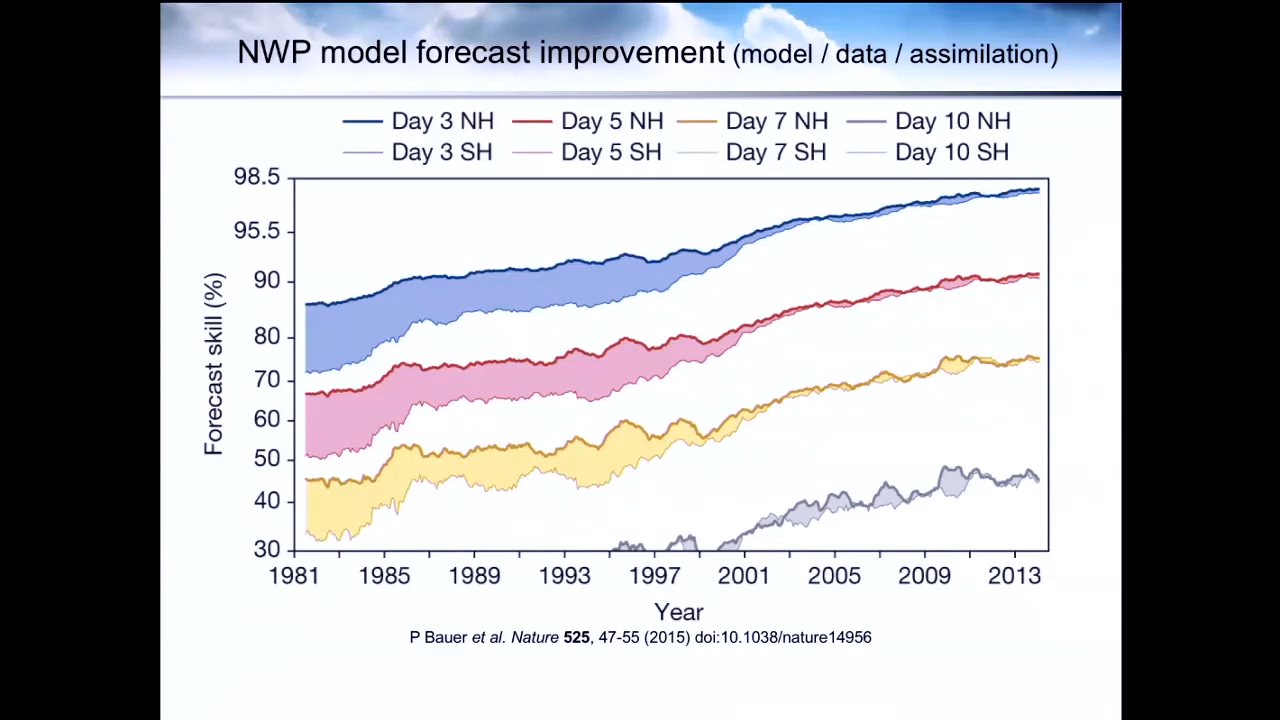 NWP model forecast improvement (model / data / assimilation)
Day 3 NH Day 5 NH Day 7 NH Day 10 NH
Day 3 SH Day 5 SH Day 7 SH Day 10 SH
98.5
95.5
90
80
70
60
50
40
30
Forecast skill (%)
1981 1985 1989 1993 1997 2001 2005 2009 2013
Year
P Bauer et al. Nature 525, 47-55 (2015) doi:10.1038/nature14956